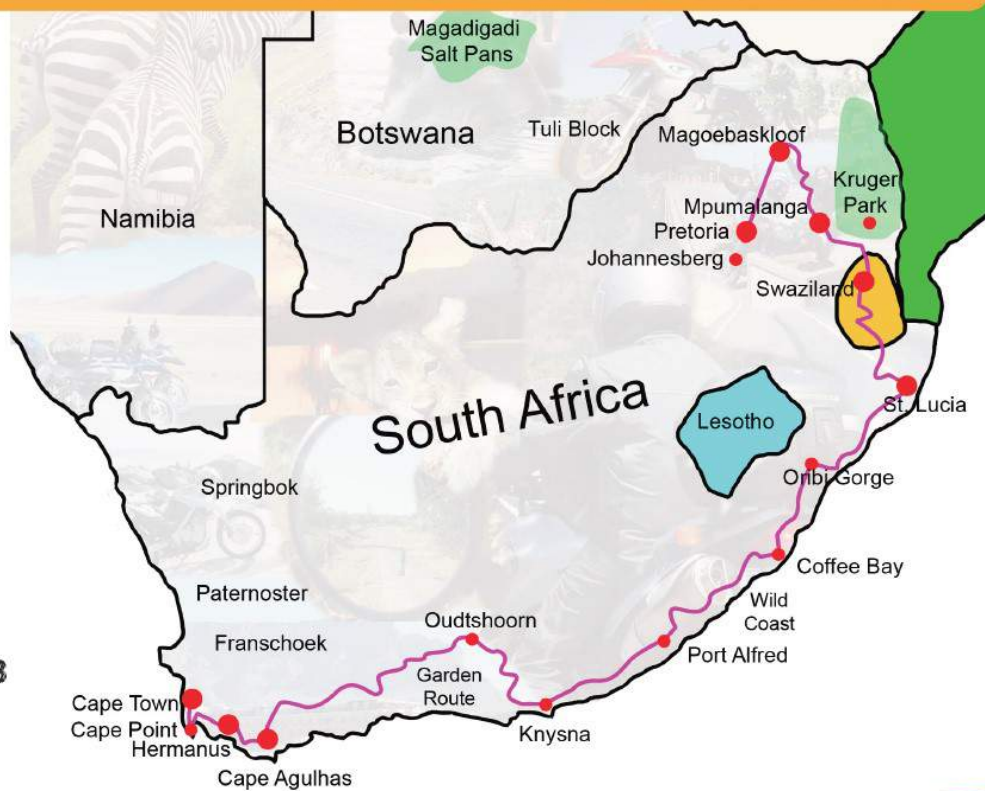 Magadigadi
Salt Pans
Botswana
Tuli Block
Magoebaskloof
Namibia
Kruger
Park
Mpumalanga
Pretoria
Johannesberg
Swaziland
South Africa
Lesotho
St. Lucia
Oribi Gorge
Springbok
Coffee Bay
Paternoster
Wild
Coast
Oudtshoorn
Franschoek
Port Alfred
Garden
Route
Cape Town
Cape Point
Knysna
Hermanus
Cape Agulhas